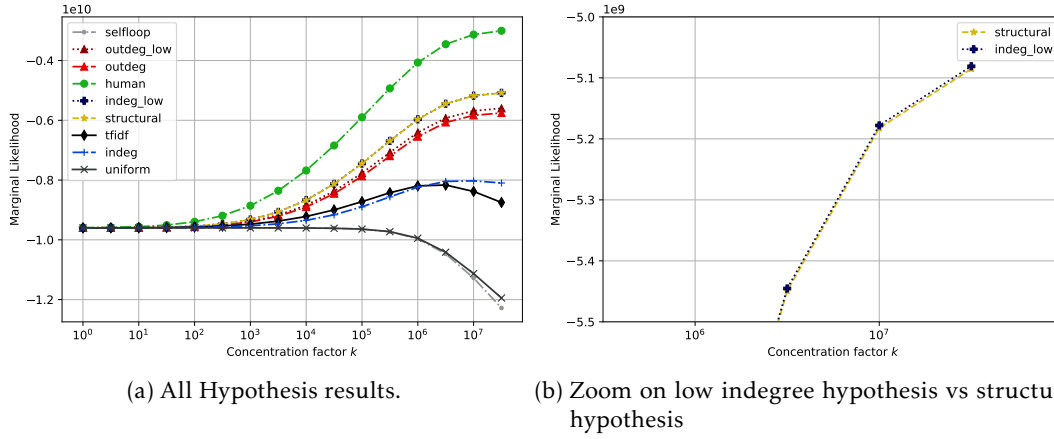 1e10
−0.4
−0.6
−0.8
−1.0
−1.2
Marginal Likelihood
selfloop
outdeg_low
outdeg
human
indeg_low
structural
tfidf
indeg
uniform
10^0
10^1
10^2
10^3
10^4
10^5
10^6
10^7
Concentration factor k
(a) All Hypothesis results.
1e9
−5.0
−5.1
−5.2
−5.3
−5.4
−5.5
Marginal Likelihood
structural
indeg_low
10^6
10^7
Concentration factor k
(b) Zoom on low indegree hypothesis vs structu
hypothesis